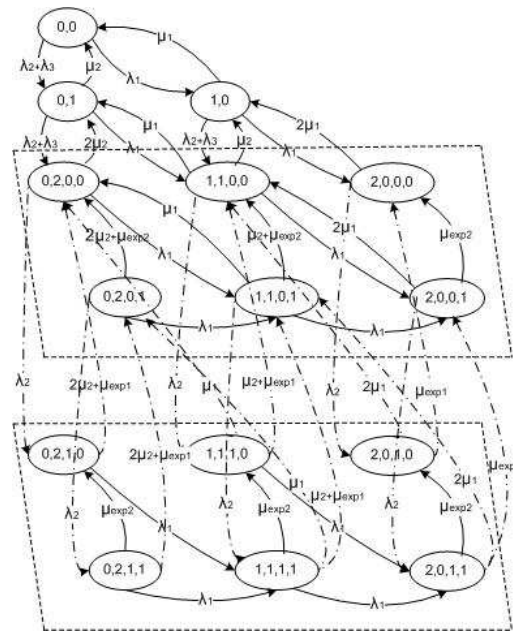 0,0
μ1
λ2+λ3
μ2
λ1
0,1
1,0
λ2+λ3
2μ2
μ1
λ1
λ2+λ3
μ2
2μ1
λ1
0,2,0,0
1,1,0,0
2,0,0,0
μ1
2μ2+μexp2
λ1
μ2+μexp2
2μ1
λ1
μexp2
0,2,0,1
1,1,0,1
2,0,0,1
λ1
λ1
λ2
2μ2+μexp1
μ1
λ2
μ2+μexp1
2μ1
λ2
μexp1
0,2,1,0
1,1,1,0
2,0,1,0
2μ2+μexp1
μ1
μ2+μexp1
2μ1
μexp1
λ2
μexp2
λ1
λ2
μexp2
λ1
λ2
μexp2
0,2,1,1
1,1,1,1
2,0,1,1
λ1
λ1